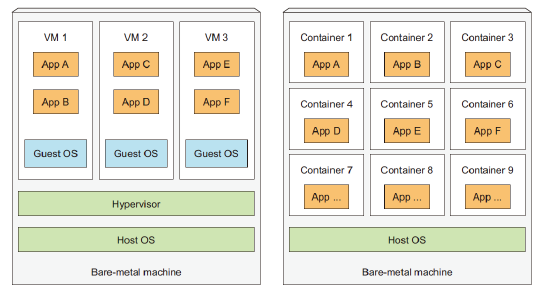 VM 1
VM 2
VM 3
App A
App C
App E
App B
App D
App F
Guest OS
Guest OS
Guest OS
Hypervisor
Host OS
Bare-metal machine
Container 1
Container 2
Container 3
App A
App B
App C
Container 4
Container 5
Container 6
App D
App E
App F
Container 7
Container 8
Container 9
App ...
App ...
App ...
Host OS
Bare-metal machine